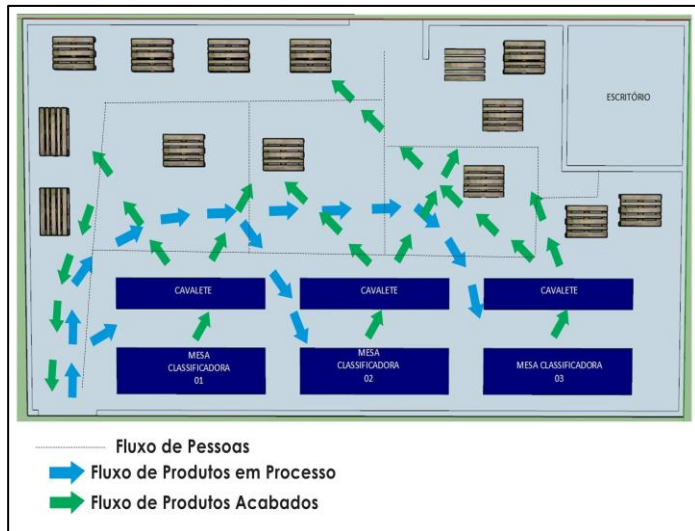 ESCRITÓRIO
CAVALETE
CAVALETE
CAVALETE
MESA
CLASSIFICADORA
01
MESA
CLASSIFICADORA
02
MESA CLASSIFICADORA
03
Fluxo de Pessoas
Fluxo de Produtos em Processo
Fluxo de Produtos Acabados